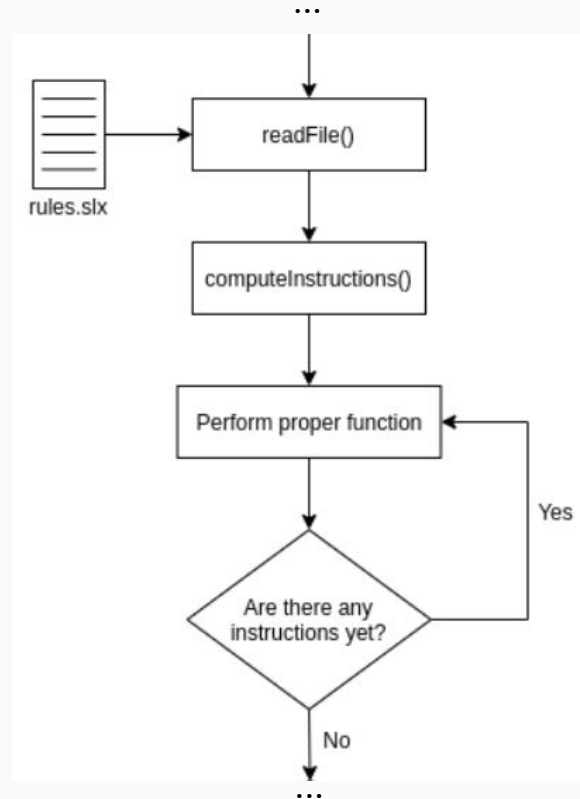 ...
readFile()
rules.slx
computeInstructions()
Perform proper function
Yes
Are there any
instructions yet?
No
...